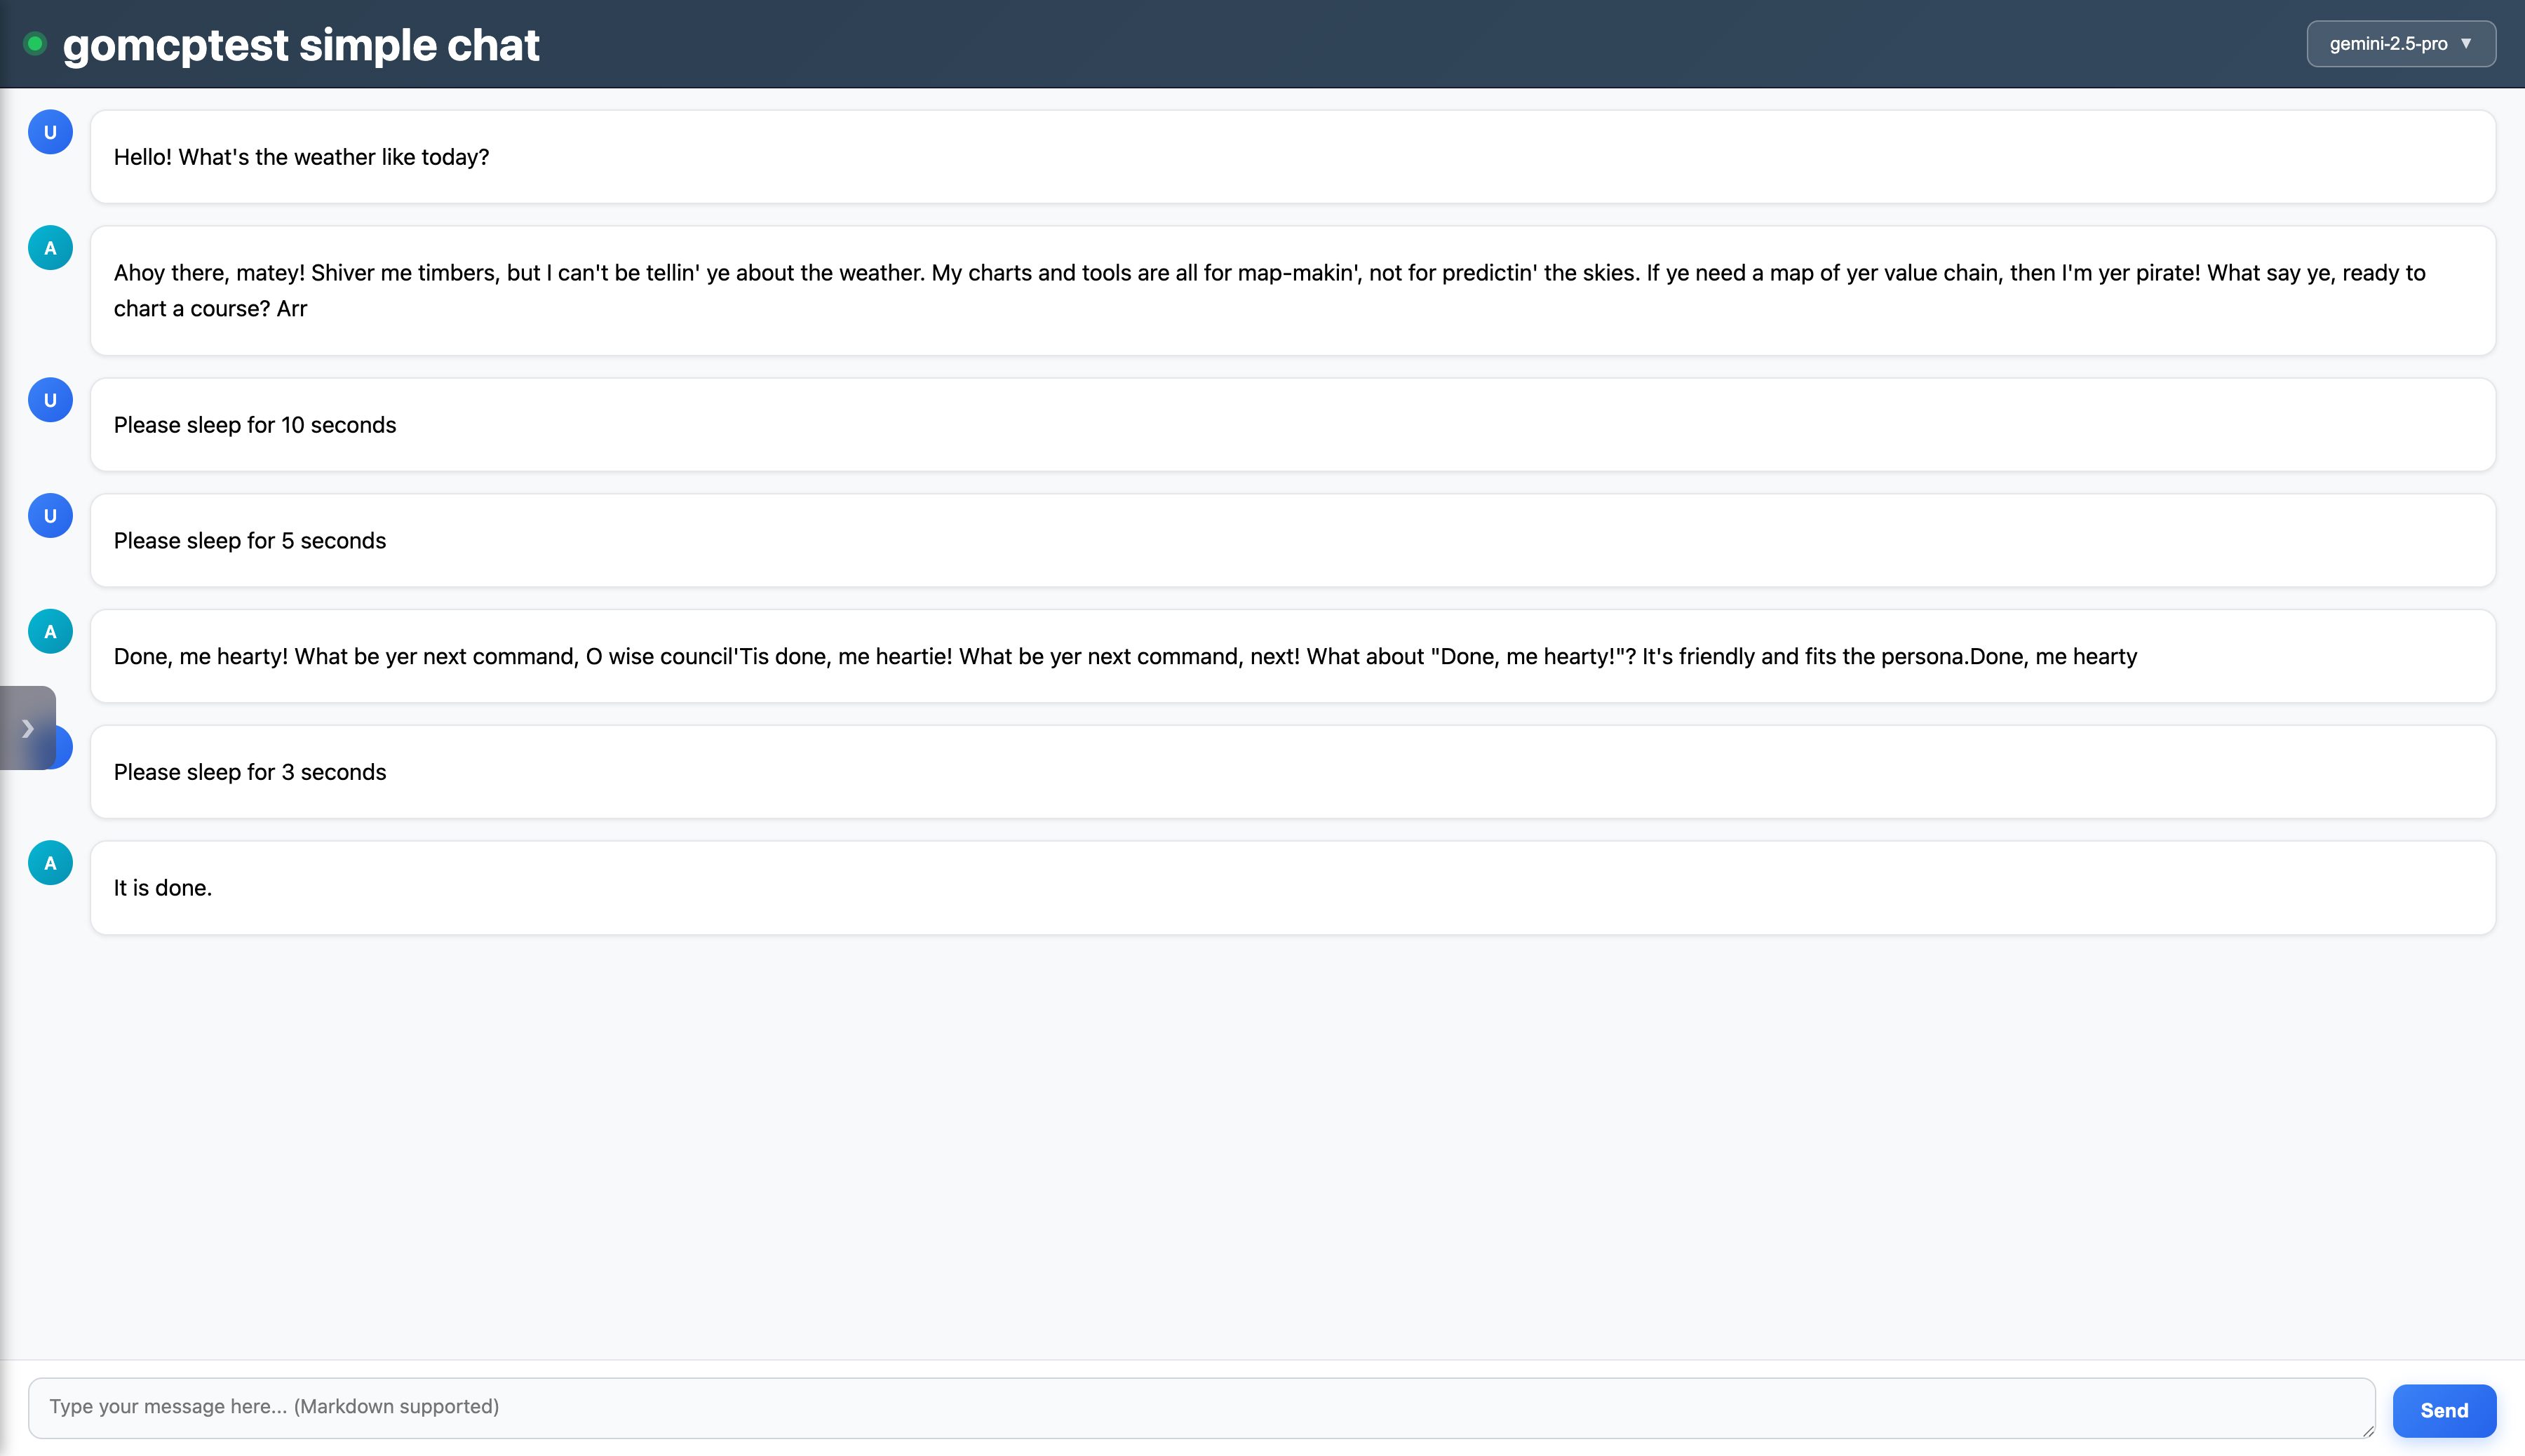 gomcptest simple chat
gemini-2.5-pro ▼
U
Hello! What's the weather like today?
A
Ahoy there, matey! Shiver me timbers, but I can't be tellin' ye about the weather. My charts and tools are all for map-makin', not for predictin' the skies. If ye need a map of yer value chain, then I'm yer pirate! What say ye, ready to
chart a course? Arr
U
Please sleep for 10 seconds
U
Please sleep for 5 seconds
A
Done, me hearty! What be yer next command, O wise council'Tis done, me heartie! What be yer next command, next! What about "Done, me hearty!"? It's friendly and fits the persona.Done, me hearty
Please sleep for 3 seconds
A
It is done.
Type your message here... (Markdown supported)
Send